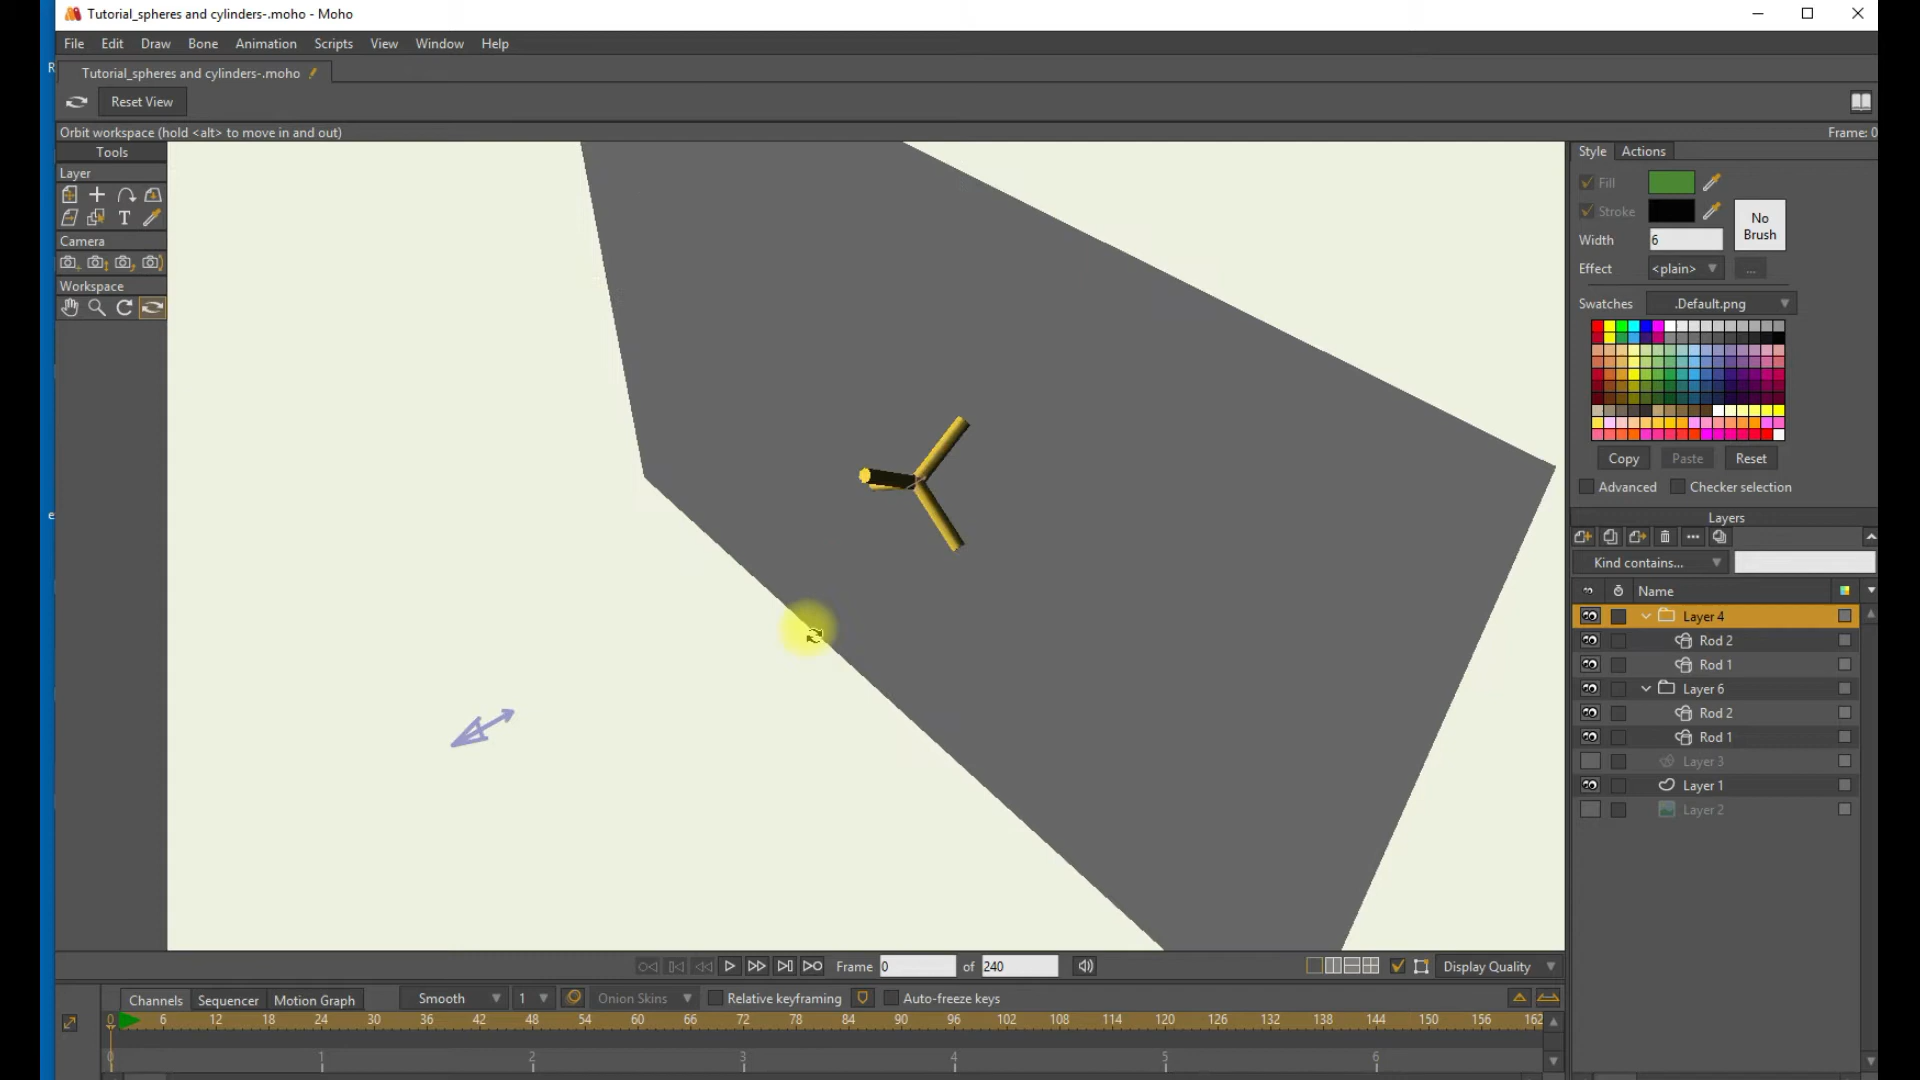 Tutorial_spheres and cylinders-.moho - Moho
File Edit Draw Bone Animation Scripts View Window Help
Tutorial_spheres and cylinders-.moho
Reset View
Orbit workspace (hold <alt> to move in and out)
Frame: 0
Tools
Layer
T
Camera
Workspace
Style Actions
Fill
Stroke
No
Brush
Width 6
Effect <plain> ...
Swatches .Default.png
Copy Paste Reset
Advanced Checker selection
Layers
Kind contains...
Name
Layer 4
Rod 2
Rod 1
Layer 6
Rod 2
Rod 1
Layer 3
Layer 1
Layer 2
Frame 0 of 240
Display Quality
Channels Sequencer Motion Graph Smooth 1 Onion Skins Relative keyframing Auto-freeze keys
0 6 12 18 24 30 36 42 48 54 60 66 72 78 84 90 96 102 108 114 120 126 132 138 144 150 156 162
0 1 2 3 4 5 6